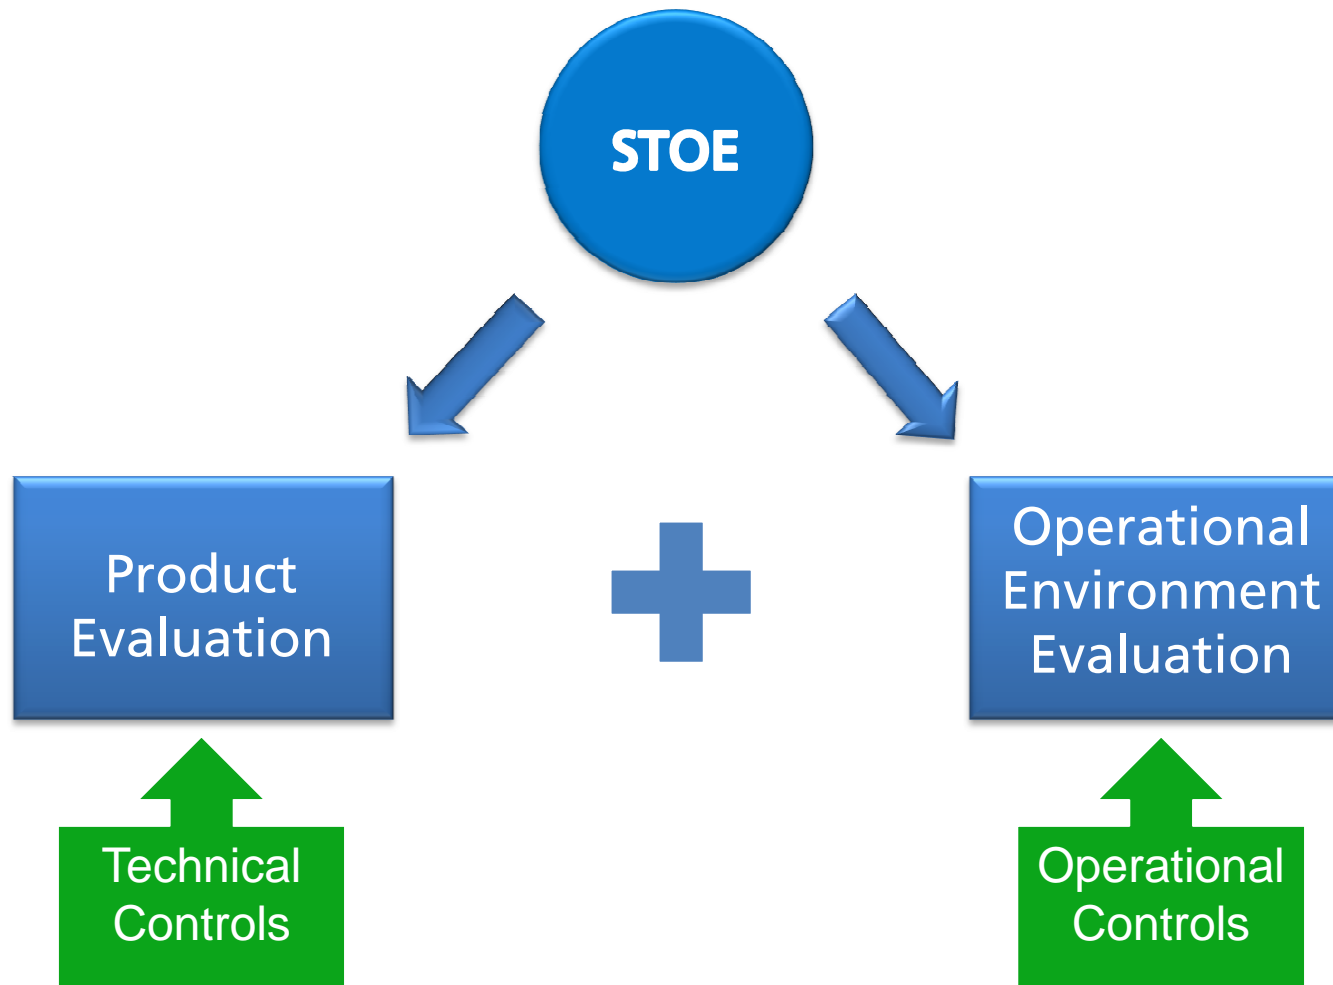 STOE
Product
Evaluation
Operational
Environment
Evaluation
Technical
Controls
Operational
Controls